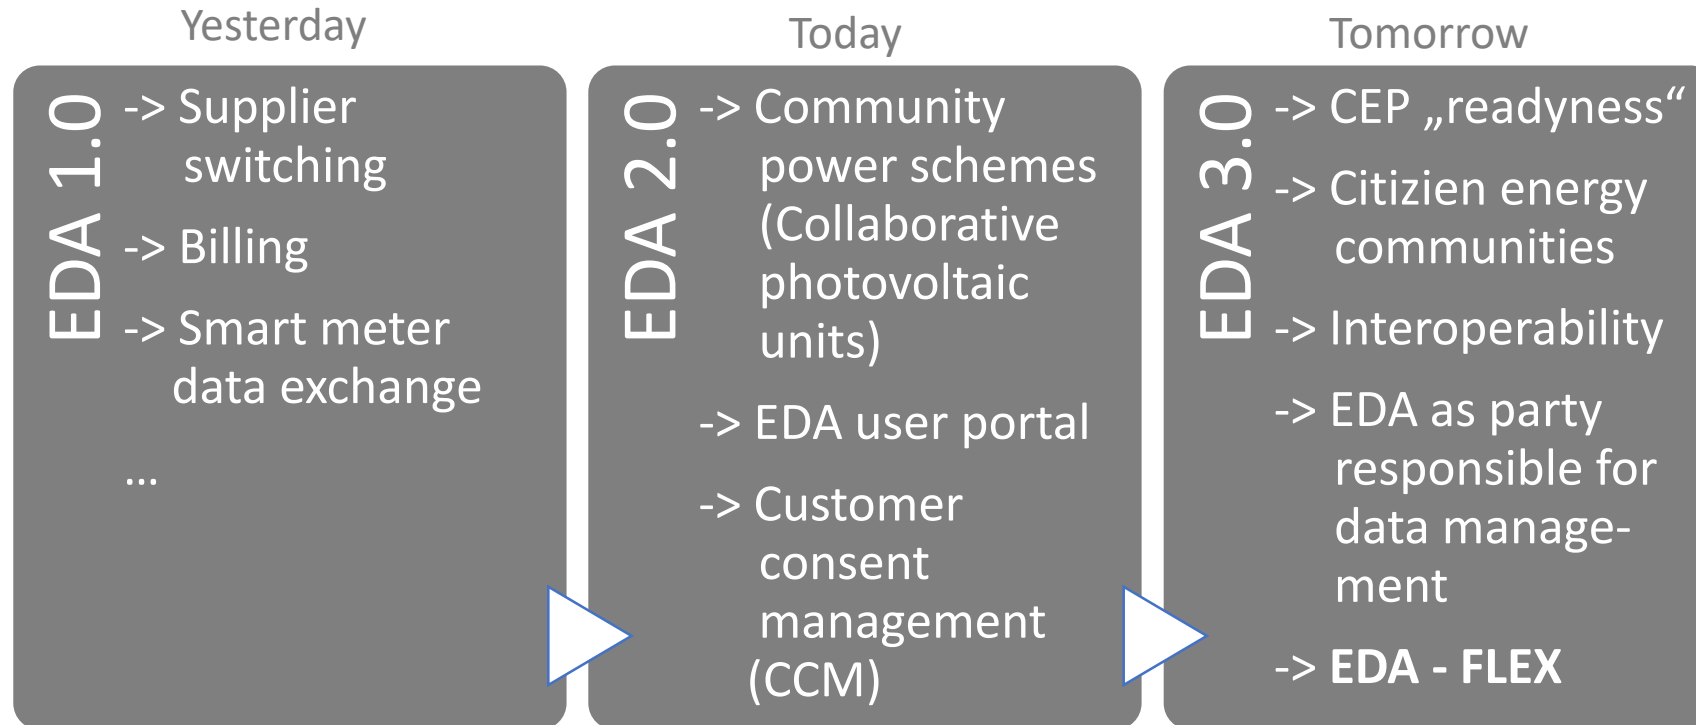 Yesterday
EDA 1.0
-> Supplier
switching
-> Billing
-> Smart meter
data exchange
...
Today
EDA 2.0
-> Community
power schemes
(Collaborative
photovoltaic
units)
-> EDA user portal
-> Customer
consent
management
(CCM)
Tomorrow
EDA 3.0
-> CEP „readyness“
-> Citizien energy
communities
-> Interoperability
-> EDA as party
responsible for
data manage-
ment
-> EDA - FLEX